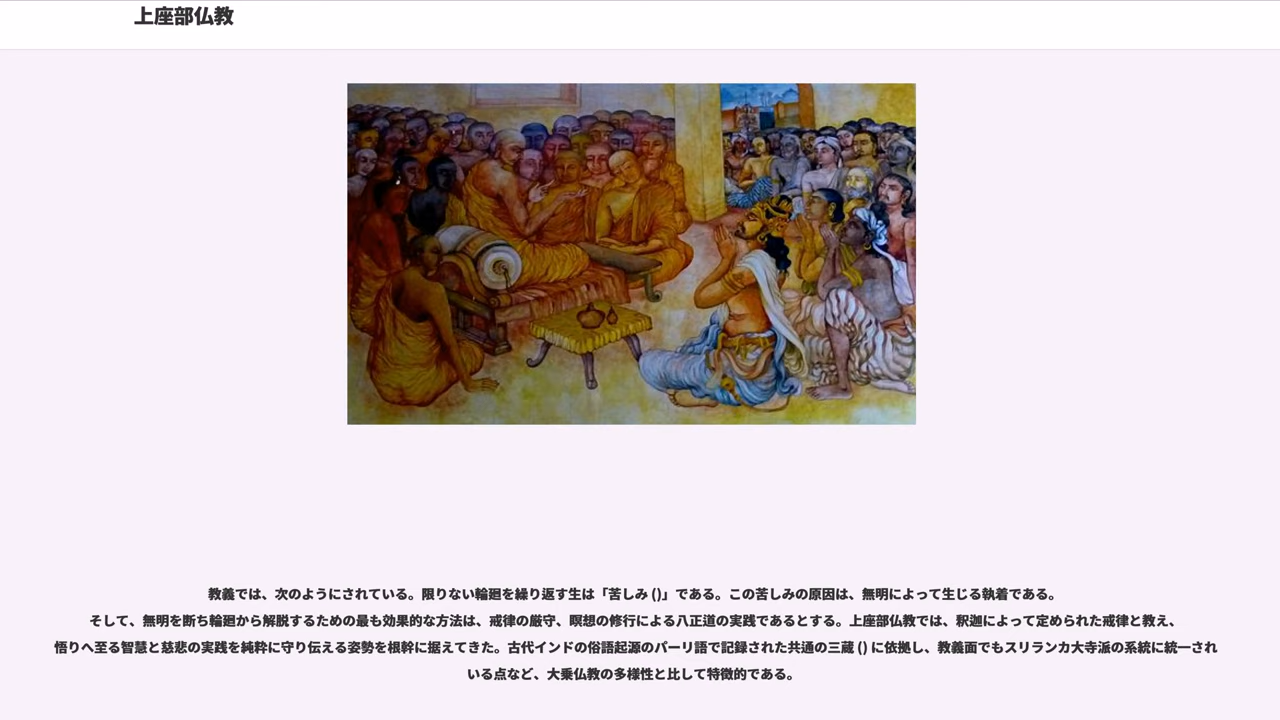 上座部仏教
教義では、次のようにされている。限りない輪廻を繰り返す生は「苦しみ ()」である。この苦しみの原因は、無明によって生じる執着である。
そして、無明を断ち輪廻から解脱するための最も効果的な方法は、戒律の厳守、瞑想の修行による八正道の実践であるとする。上座部仏教では、釈迦によって定められた戒律と教え、
悟りへ至る智慧と慈悲の実践を純粋に守り伝える姿勢を根幹に据えてきた。古代インドの俗語起源のパーリ語で記録された共通の三蔵 () に依拠し、教義面でもスリランカ大寺派の系統に統一され
いる点など、大乗仏教の多様性と比して特徴的である。